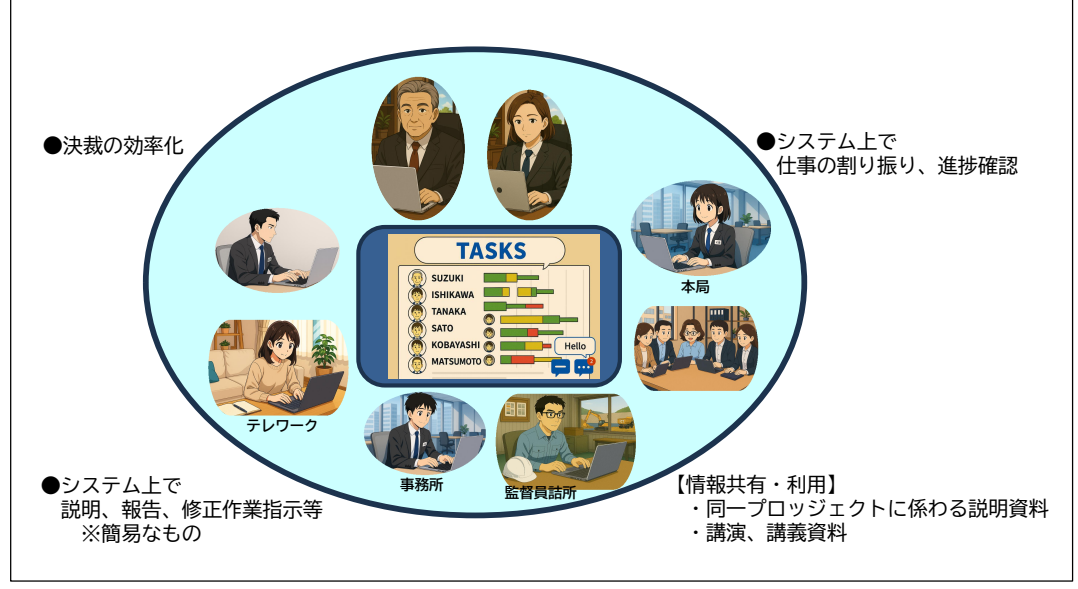 ●決裁の効率化
●システム上で
仕事の割り振り、進捗確認
TASKS
SUZUKI
ISHIKAWA
TANAKA
SATO
KOBAYASHI
MATSUMOTO
Hello
2
本局
テレワーク
事務所
監督員詰所
●システム上で
説明、報告、修正作業指示等
※簡易なもの
【情報共有・利用】
・同一プロッジェクトに係わる説明資料
・講演、講義資料